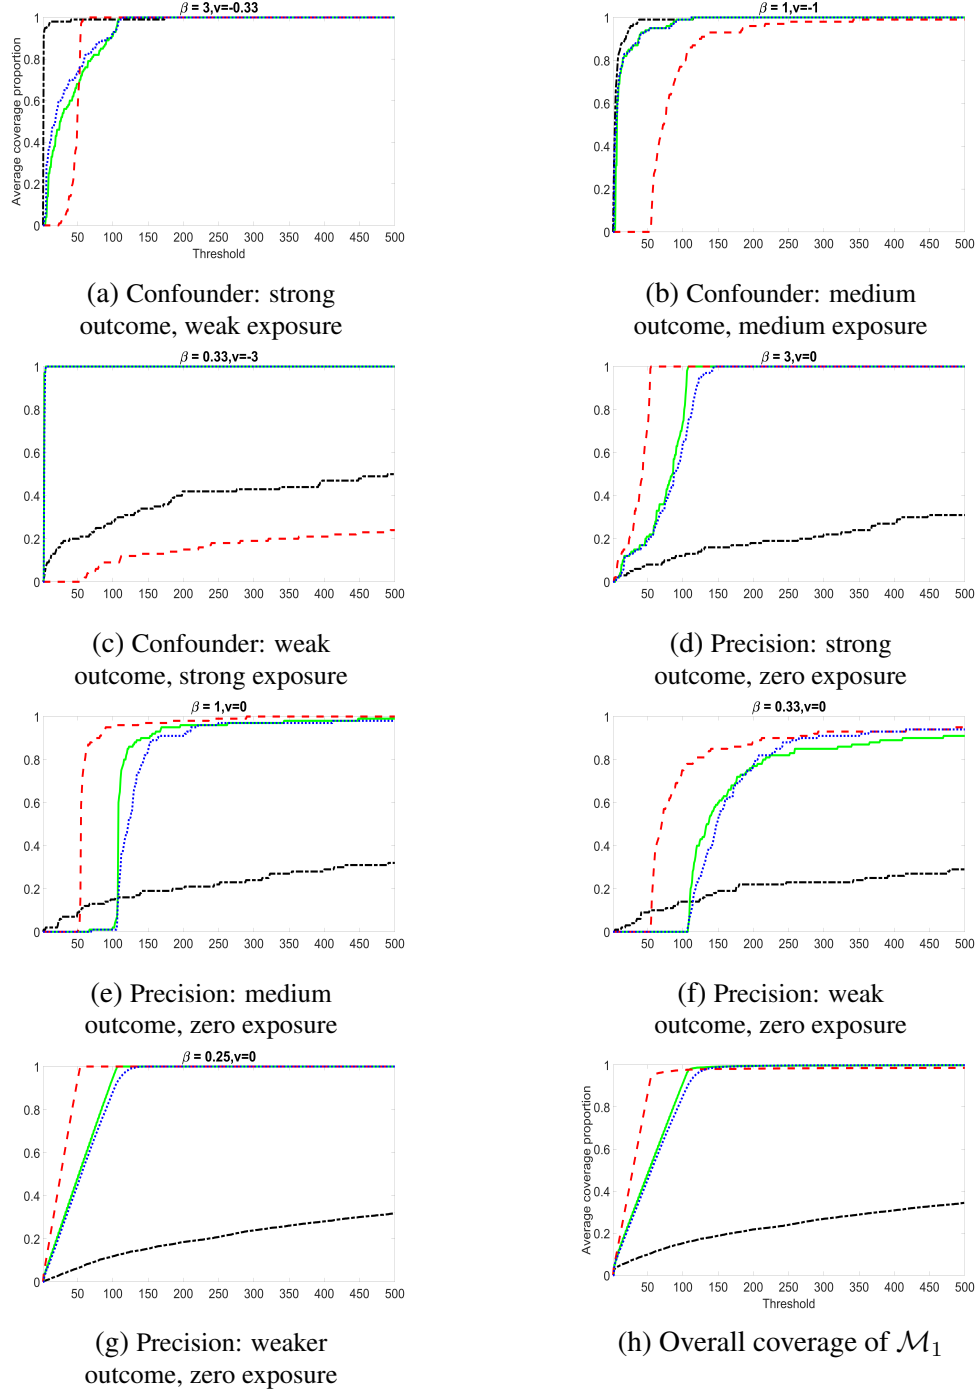 β = 3,v=-0.33
Average coverage proportion
1
0.8
0.6
0.4
0.2
0
50 100 150 200 250 300 350 400 450 500
Threshold
(a) Confounder: strong
outcome, weak exposure
β = 1,v=-1
1
0.8
0.6
0.4
0.2
0
50 100 150 200 250 300 350 400 450 500
(b) Confounder: medium
outcome, medium exposure
β = 0.33,v=-3
1
0.8
0.6
0.4
0.2
0
50 100 150 200 250 300 350 400 450 500
(c) Confounder: weak
outcome, strong exposure
β = 3,v=0
1
0.8
0.6
0.4
0.2
0
50 100 150 200 250 300 350 400 450 500
(d) Precision: strong
outcome, zero exposure
β = 1,v=0
1
0.8
0.6
0.4
0.2
0
50 100 150 200 250 300 350 400 450 500
(e) Precision: medium
outcome, zero exposure
β = 0.33,v=0
1
0.8
0.6
0.4
0.2
0
50 100 150 200 250 300 350 400 450 500
(f) Precision: weak
outcome, zero exposure
β = 0.25,v=0
1
0.8
0.6
0.4
0.2
0
50 100 150 200 250 300 350 400 450 500
(g) Precision: weaker
outcome, zero exposure
Average coverage proportion
1
0.8
0.6
0.4
0.2
0
50 100 150 200 250 300 350 400 450 500
Threshold
(h) Overall coverage of ℳ₁